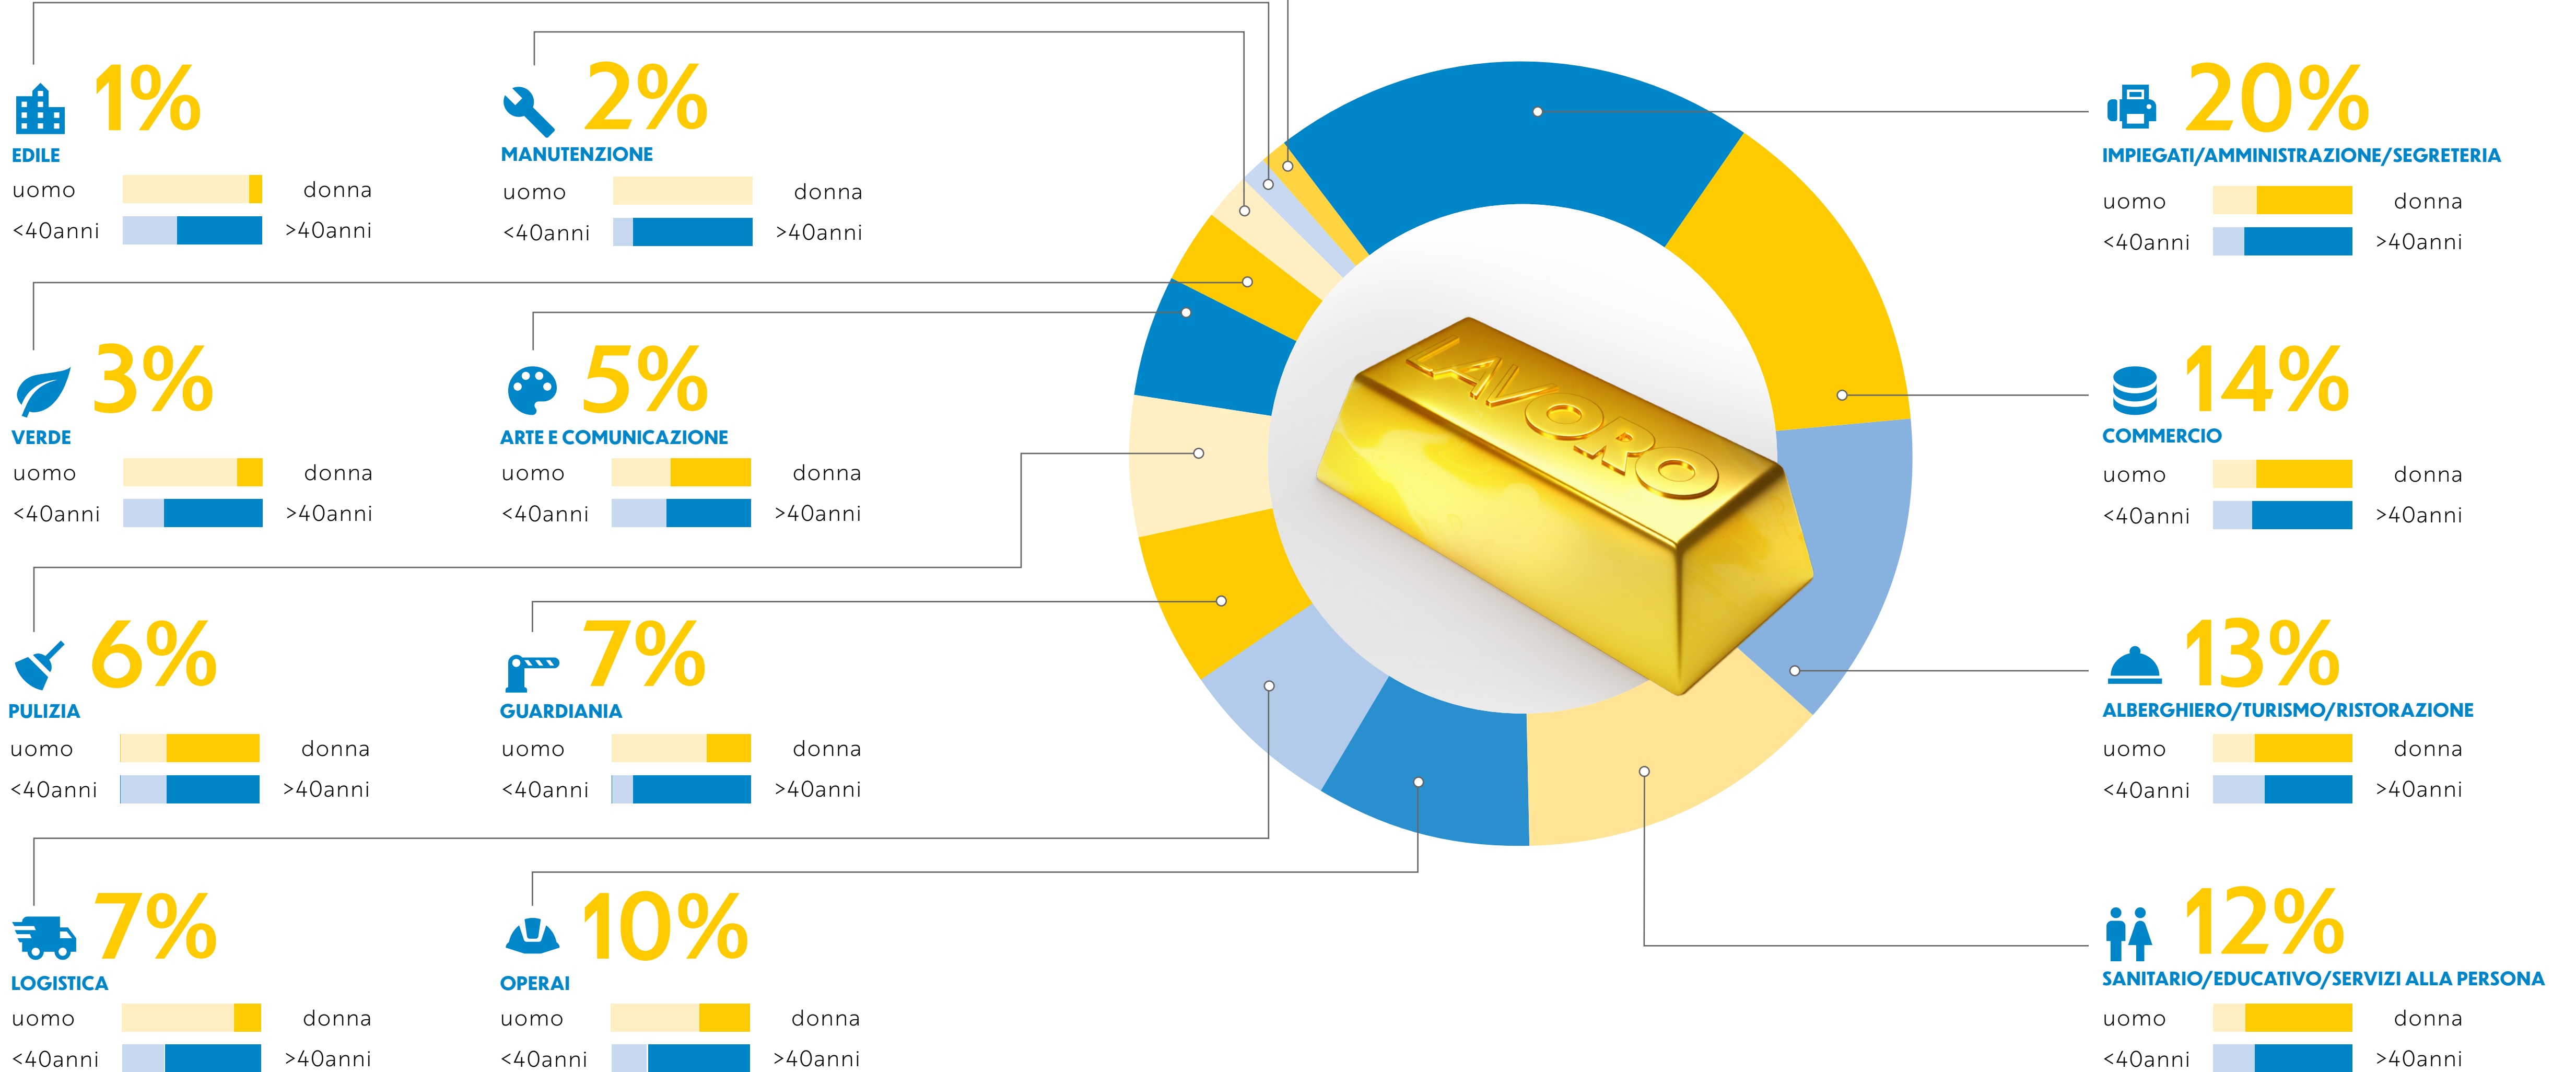 1%
EDILE
uomo donna
<40anni >40anni
2%
MANUTENZIONE
uomo donna
<40anni >40anni
3%
VERDE
uomo donna
<40anni >40anni
5%
ARTE E COMUNICAZIONE
uomo donna
<40anni >40anni
6%
PULIZIA
uomo donna
<40anni >40anni
7%
GUARDIANIA
uomo donna
<40anni >40anni
7%
LOGISTICA
uomo donna
<40anni >40anni
10%
OPERAI
uomo donna
<40anni >40anni
LAVORO
20%
IMPIEGATI/AMMINISTRAZIONE/SEGRETERIA
uomo donna
<40anni >40anni
14%
COMMERCIO
uomo donna
<40anni >40anni
13%
ALBERGHIERO/TURISMO/RISTORAZIONE
uomo donna
<40anni >40anni
12%
SANITARIO/EDUCATIVO/SERVIZI ALLA PERSONA
uomo donna
<40anni >40anni